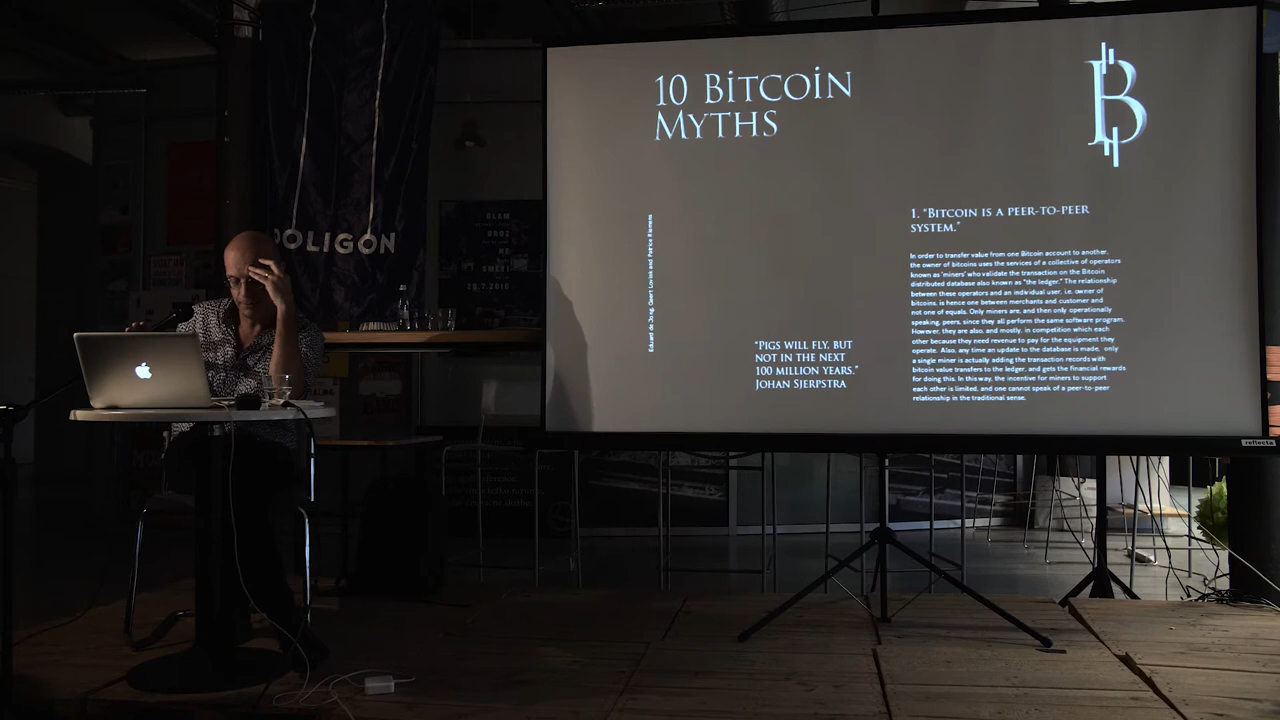 10 Bitcoin
Myths
1. “Bitcoin is a peer-to-peer
system.”
In order to transfer value from one Bitcoin account to another,
the owner of bitcoins uses the services of a collective of operators
known as 'miners' who validate the transaction on the Bitcoin
distributed database also known as "the ledger." The relationship
between these operators and an individual user, i.e. owner of
bitcoins, is hence one between merchants and customer and
not one of equals. Only miners are, and then only operationally
speaking, peers, since they all perform the same software program.
However, they are also, and mostly, in competition which each
other because they need revenue to pay for the equipment they
operate. Also, any time an update to the database is made, only
a single miner is actually adding the transaction records with
bitcoin value transfers to the ledger, and gets the financial rewards
for doing this. In this way, the incentive for miners to support
each other is limited, and one cannot speak of a peer-to-peer
relationship in the traditional sense.
Eduard de Jong, Geert Lovink and Patrice Riemens
“Pigs will fly, but
not in the next
100 million years.”
Johan Sjerpstra
POLIGON
GLAM
UROS
ME
SMEFI
20.7.2016
reflecta